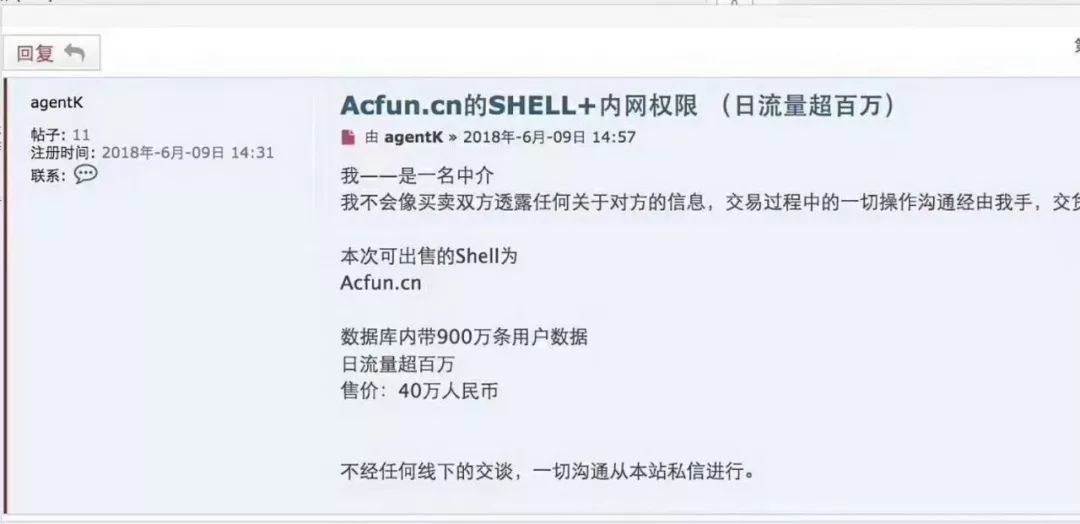 回复
agentK
帖子: 11
注册时间: 2018年-6月-09日 14:31
联系:
Acfun.cn的SHELL+内网权限 （日流量超百万）
由 agentK » 2018年-6月-09日 14:57
我——是一名中介
我不会像买卖双方透露任何关于对方的信息，交易过程中的一切操作沟通经由我手，交
本次可出售的Shell为
Acfun.cn
数据库内带900万条用户数据
日流量超百万
售价：40万人民币
不经任何线下的交谈，一切沟通从本站私信进行。